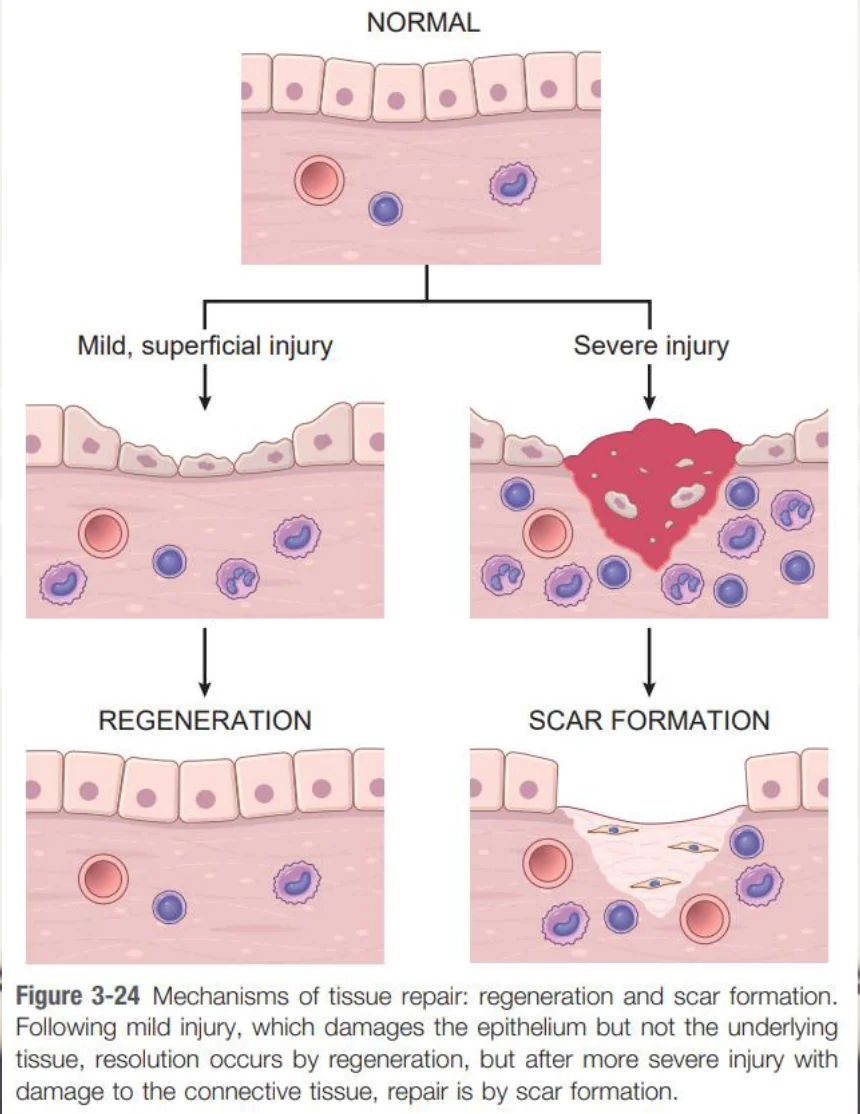 NORMAL
Mild, superficial injury
Severe injury
REGENERATION
SCAR FORMATION
Figure 3-24 Mechanisms of tissue repair: regeneration and scar formation.
Following mild injury, which damages the epithelium but not the underlying
tissue, resolution occurs by regeneration, but after more severe injury with
damage to the connective tissue, repair is by scar formation.